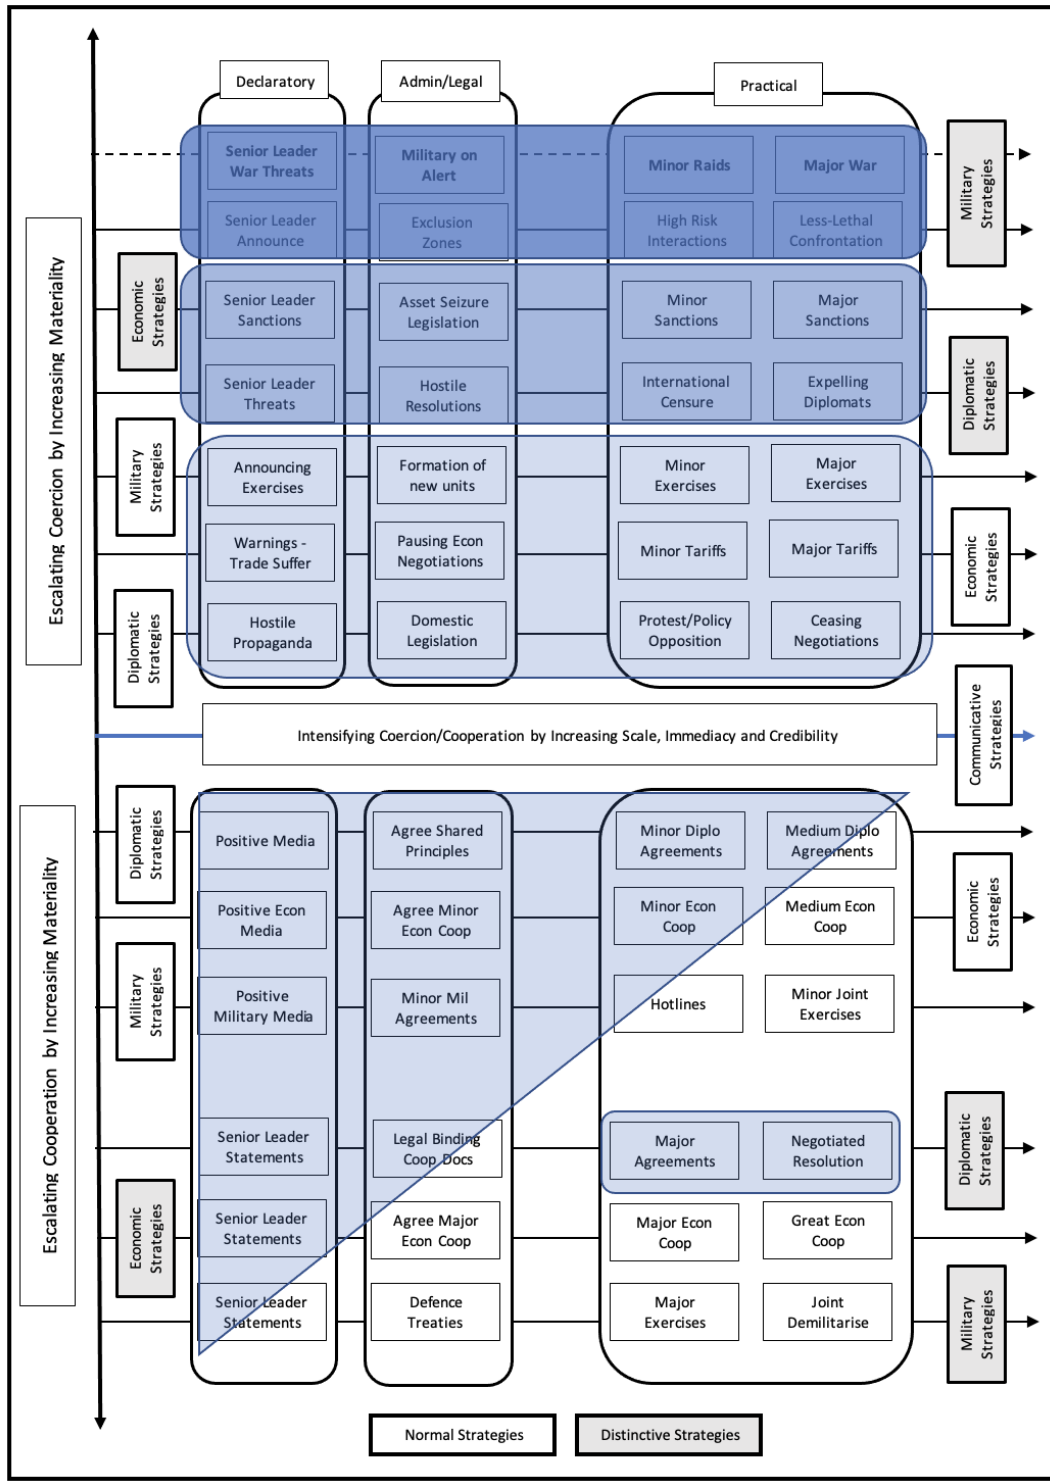 Declaratory
Admin/Legal
Practical
Senior Leader
War Threats
Military on
Alert
Minor Raids
Major War
Military
Strategies
Senior Leader
Announce
Exclusion
Zones
High Risk
Interactions
Less-Lethal
Confrontation
Escalating Coercion by Increasing Materiality
Economic
Strategies
Senior Leader
Sanctions
Asset Seizure
Legislation
Minor
Sanctions
Major
Sanctions
Senior Leader
Threats
Hostile
Resolutions
International
Censure
Expelling
Diplomats
Diplomatic
Strategies
Military
Strategies
Announcing
Exercises
Formation of
new units
Minor
Exercises
Major
Exercises
Warnings -
Trade Suffer
Pausing Econ
Negotiations
Minor Tariffs
Major Tariffs
Economic
Strategies
Diplomatic
Strategies
Hostile
Propaganda
Domestic
Legislation
Protest/Policy
Opposition
Ceasing
Negotiations
Intensifying Coercion/Cooperation by Increasing Scale, Immediacy and Credibility
Communicative
Strategies
Escalating Cooperation by Increasing Materiality
Diplomatic
Strategies
Positive Media
Agree Shared
Principles
Minor Diplo
Agreements
Medium Diplo
Agreements
Positive Econ
Media
Agree Minor
Econ Coop
Minor Econ
Coop
Medium Econ
Coop
Economic
Strategies
Military
Strategies
Positive
Military Media
Minor Mil
Agreements
Hotlines
Minor Joint
Exercises
Senior Leader
Statements
Legal Binding
Coop Docs
Major
Agreements
Negotiated
Resolution
Diplomatic
Strategies
Economic
Strategies
Senior Leader
Statements
Agree Major
Econ Coop
Major Econ
Coop
Great Econ
Coop
Senior Leader
Statements
Defence
Treaties
Major
Exercises
Joint
Demilitarise
Military
Strategies
Normal Strategies
Distinctive Strategies